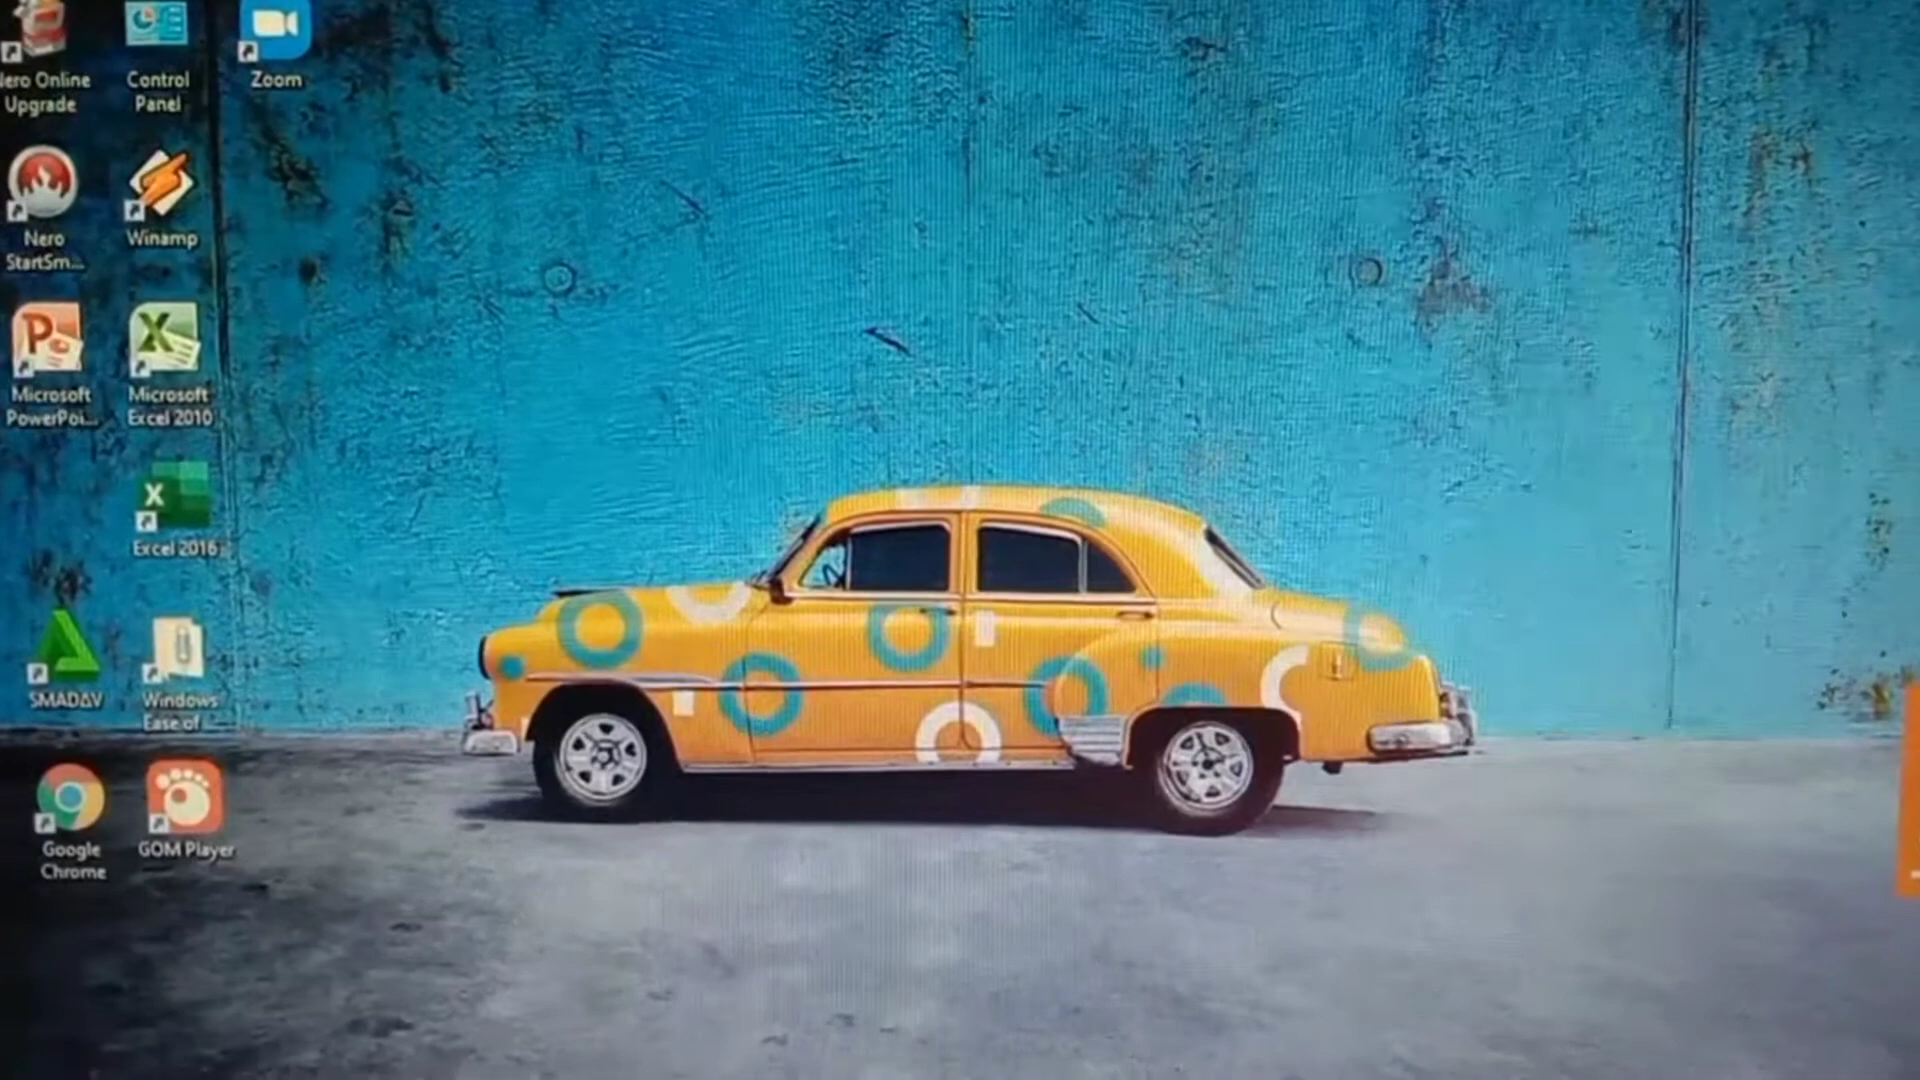 Nero Online
Upgrade
Control
Panel
Zoom
Nero
StartSm...
Winamp
Microsoft
PowerPoi...
Microsoft
Excel 2010
Excel 2016
SMADAV
Windows
Ease of
Google
Chrome
GOM Player